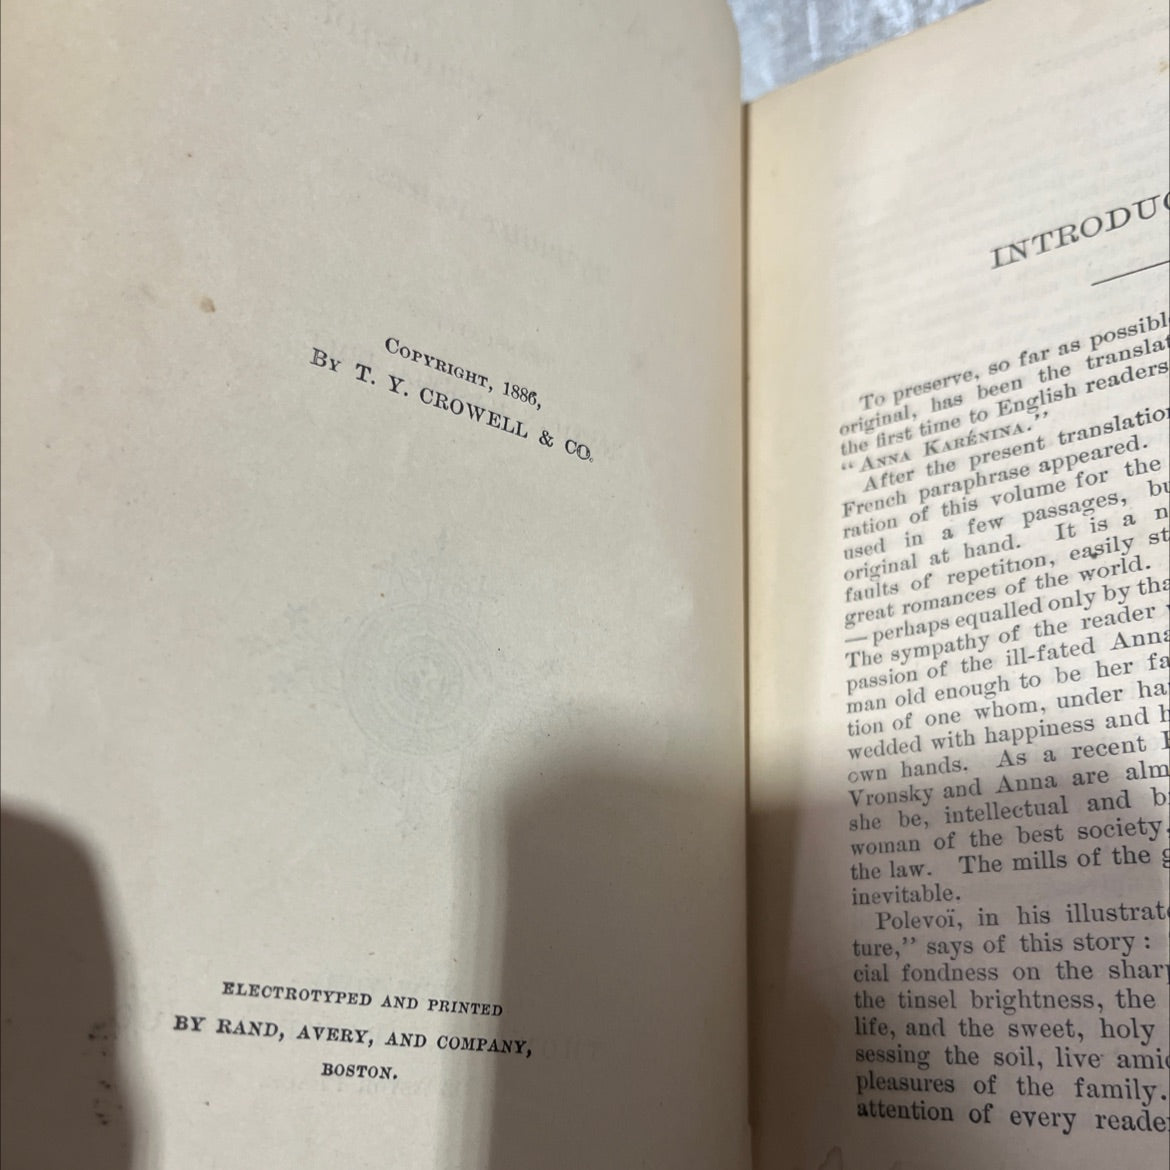 COPYRIGHT, 1886,
BY T. Y. CROWELL & CO.
ELECTROTYPED AND PRINTED
BY RAND, AVERY, AND COMPANY,
BOSTON.
INTRODUC
To preserve, so far as possibl
original, has been the translat
the first time to English readers
“ANNA KARÉNINA.”
After the present translation
French paraphrase appeared.
ration of this volume for the
used in a few passages, bu
original at hand. It is a n
faults of repetition, easily st
great romances of the world.
— perhaps equalled only by tha
The sympathy of the reader
passion of the ill-fated Anna
man old enough to be her fa
tion of one whom, under ha
wedded with happiness and h
own hands. As a recent
Vronsky and Anna are alm
she be, intellectual and b
woman of the best society,
the law. The mills of the g
inevitable.
Polevoï, in his illustrat
ture,” says of this story :
cial fondness on the shar
the tinsel brightness, the
life, and the sweet, holy
sessing the soil, live ami
pleasures of the family.
attention of every reade